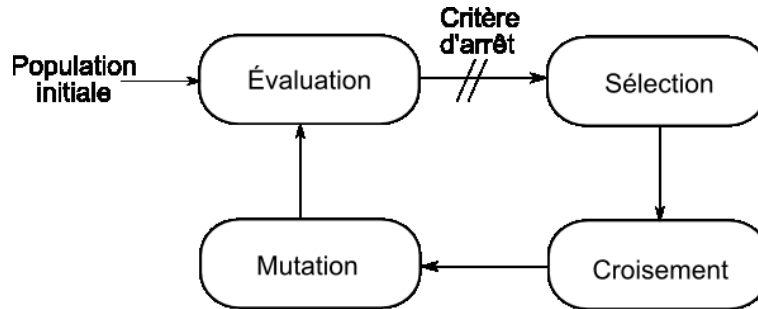 Critère
d'arrêt
Population
initiale
Évaluation
Sélection
Mutation
Croisement